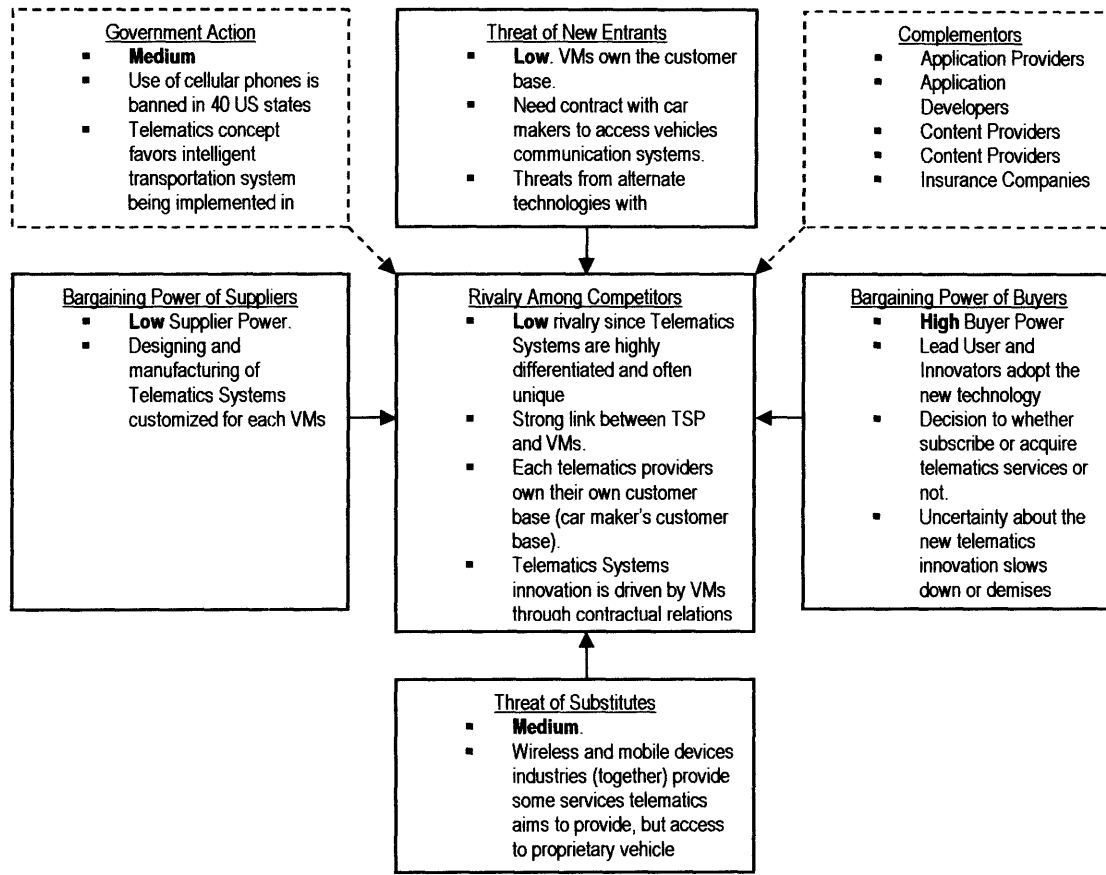 Government Action
▪ Medium
▪ Use of cellular phones is
banned in 40 US states
▪ Telematics concept
favors intelligent
transportation system
being implemented in
Threat of New Entrants
▪ Low. VMs own the customer
base.
▪ Need contract with car
makers to access vehicles
communication systems.
▪ Threats from alternate
technologies with
Complementors
▪ Application Providers
▪ Application
Developers
▪ Content Providers
▪ Content Providers
▪ Insurance Companies
Bargaining Power of Suppliers
▪ Low Supplier Power.
▪ Designing and
manufacturing of
Telematics Systems
customized for each VMs
Rivalry Among Competitors
▪ Low rivalry since Telematics
Systems are highly
differentiated and often
unique
▪ Strong link between TSP
and VMs.
▪ Each telematics providers
own their own customer
base (car maker's customer
base).
▪ Telematics Systems
innovation is driven by VMs
through contractual relations
Bargaining Power of Buyers
▪ High Buyer Power
▪ Lead User and
Innovators adopt the
new technology
▪ Decision to whether
subscribe or acquire
telematics services or
not.
▪ Uncertainty about the
new telematics
innovation slows
down or demises
Threat of Substitutes
▪ Medium.
▪ Wireless and mobile devices
industries (together) provide
some services telematics
aims to provide, but access
to proprietary vehicle